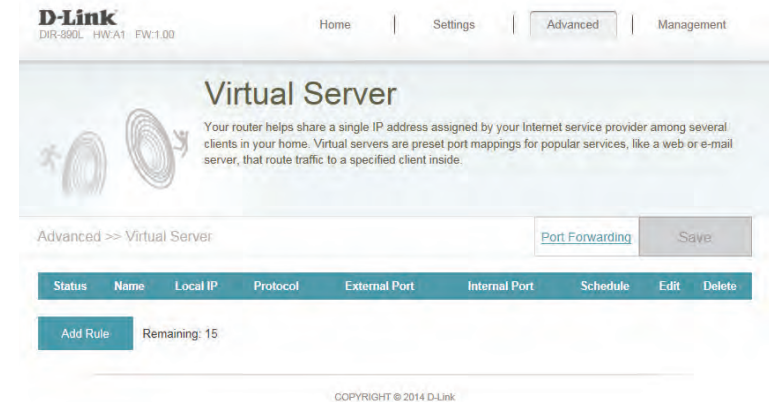 D-Link
DIR-890L HW:A1 FW:1.00
Home
Settings
Advanced
Management
Virtual Server
Your router helps share a single IP address assigned by your Internet service provider among several
clients in your home. Virtual servers are preset port mappings for popular services, like a web or e-mail
server, that route traffic to a specified client inside.
Advanced >> Virtual Server
Port Forwarding
Save
Status Name Local IP Protocol External Port Internal Port Schedule Edit Delete
Add Rule
Remaining: 15
COPYRIGHT © 2014 D-Link